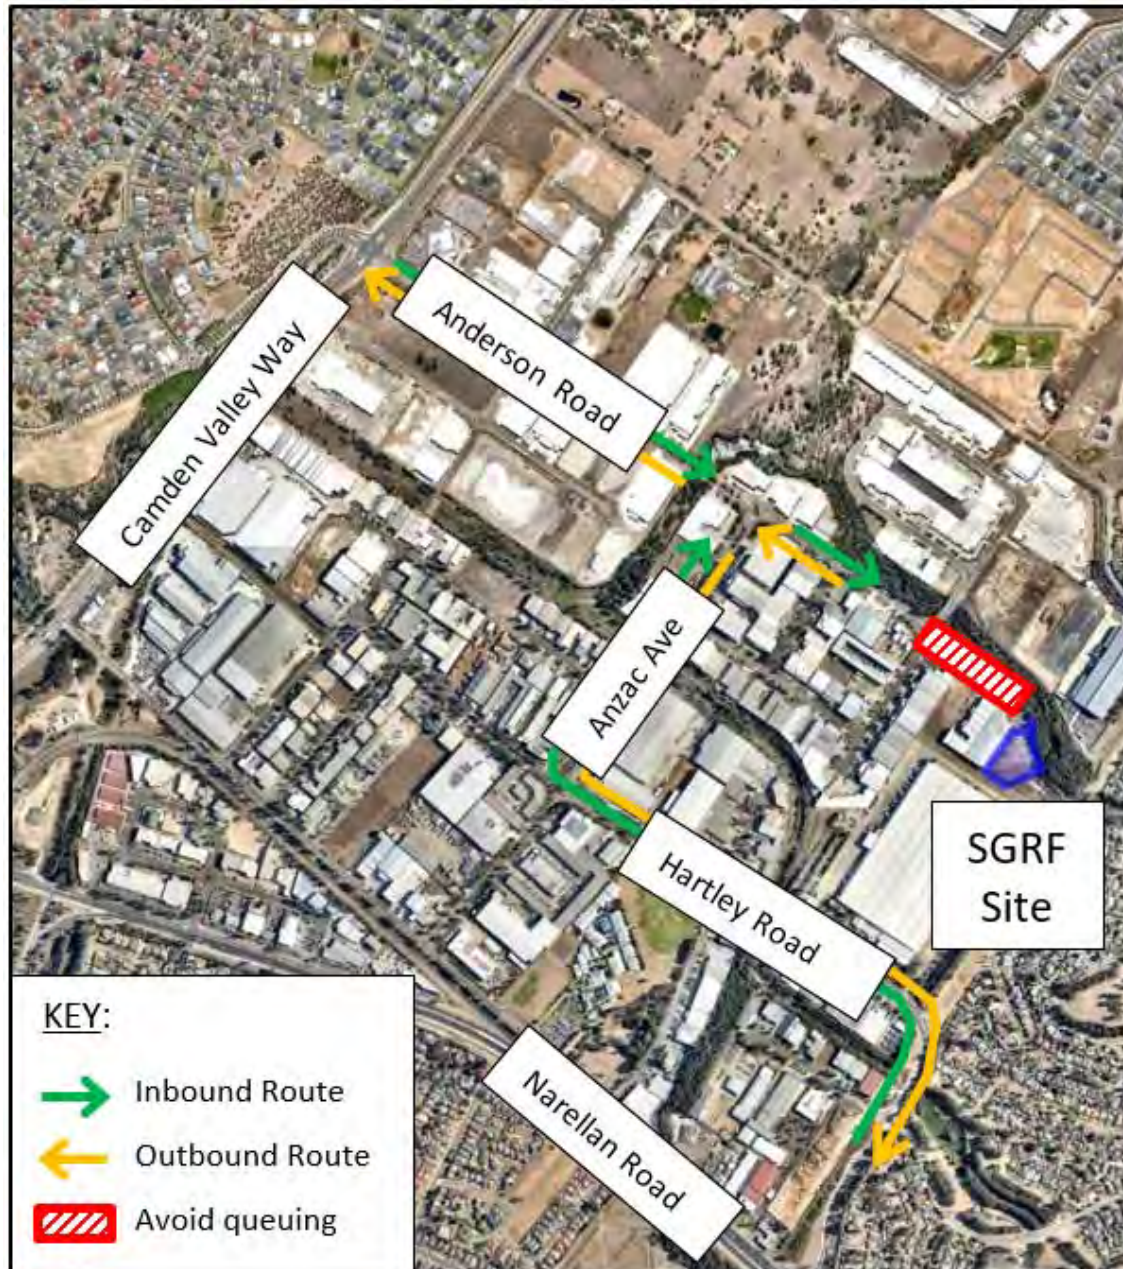 Anderson Road
Camden Valley Way
Anzac Ave
Hartley Road
SGRF
Site
Narellan Road
KEY:
Inbound Route
Outbound Route
Avoid queuing